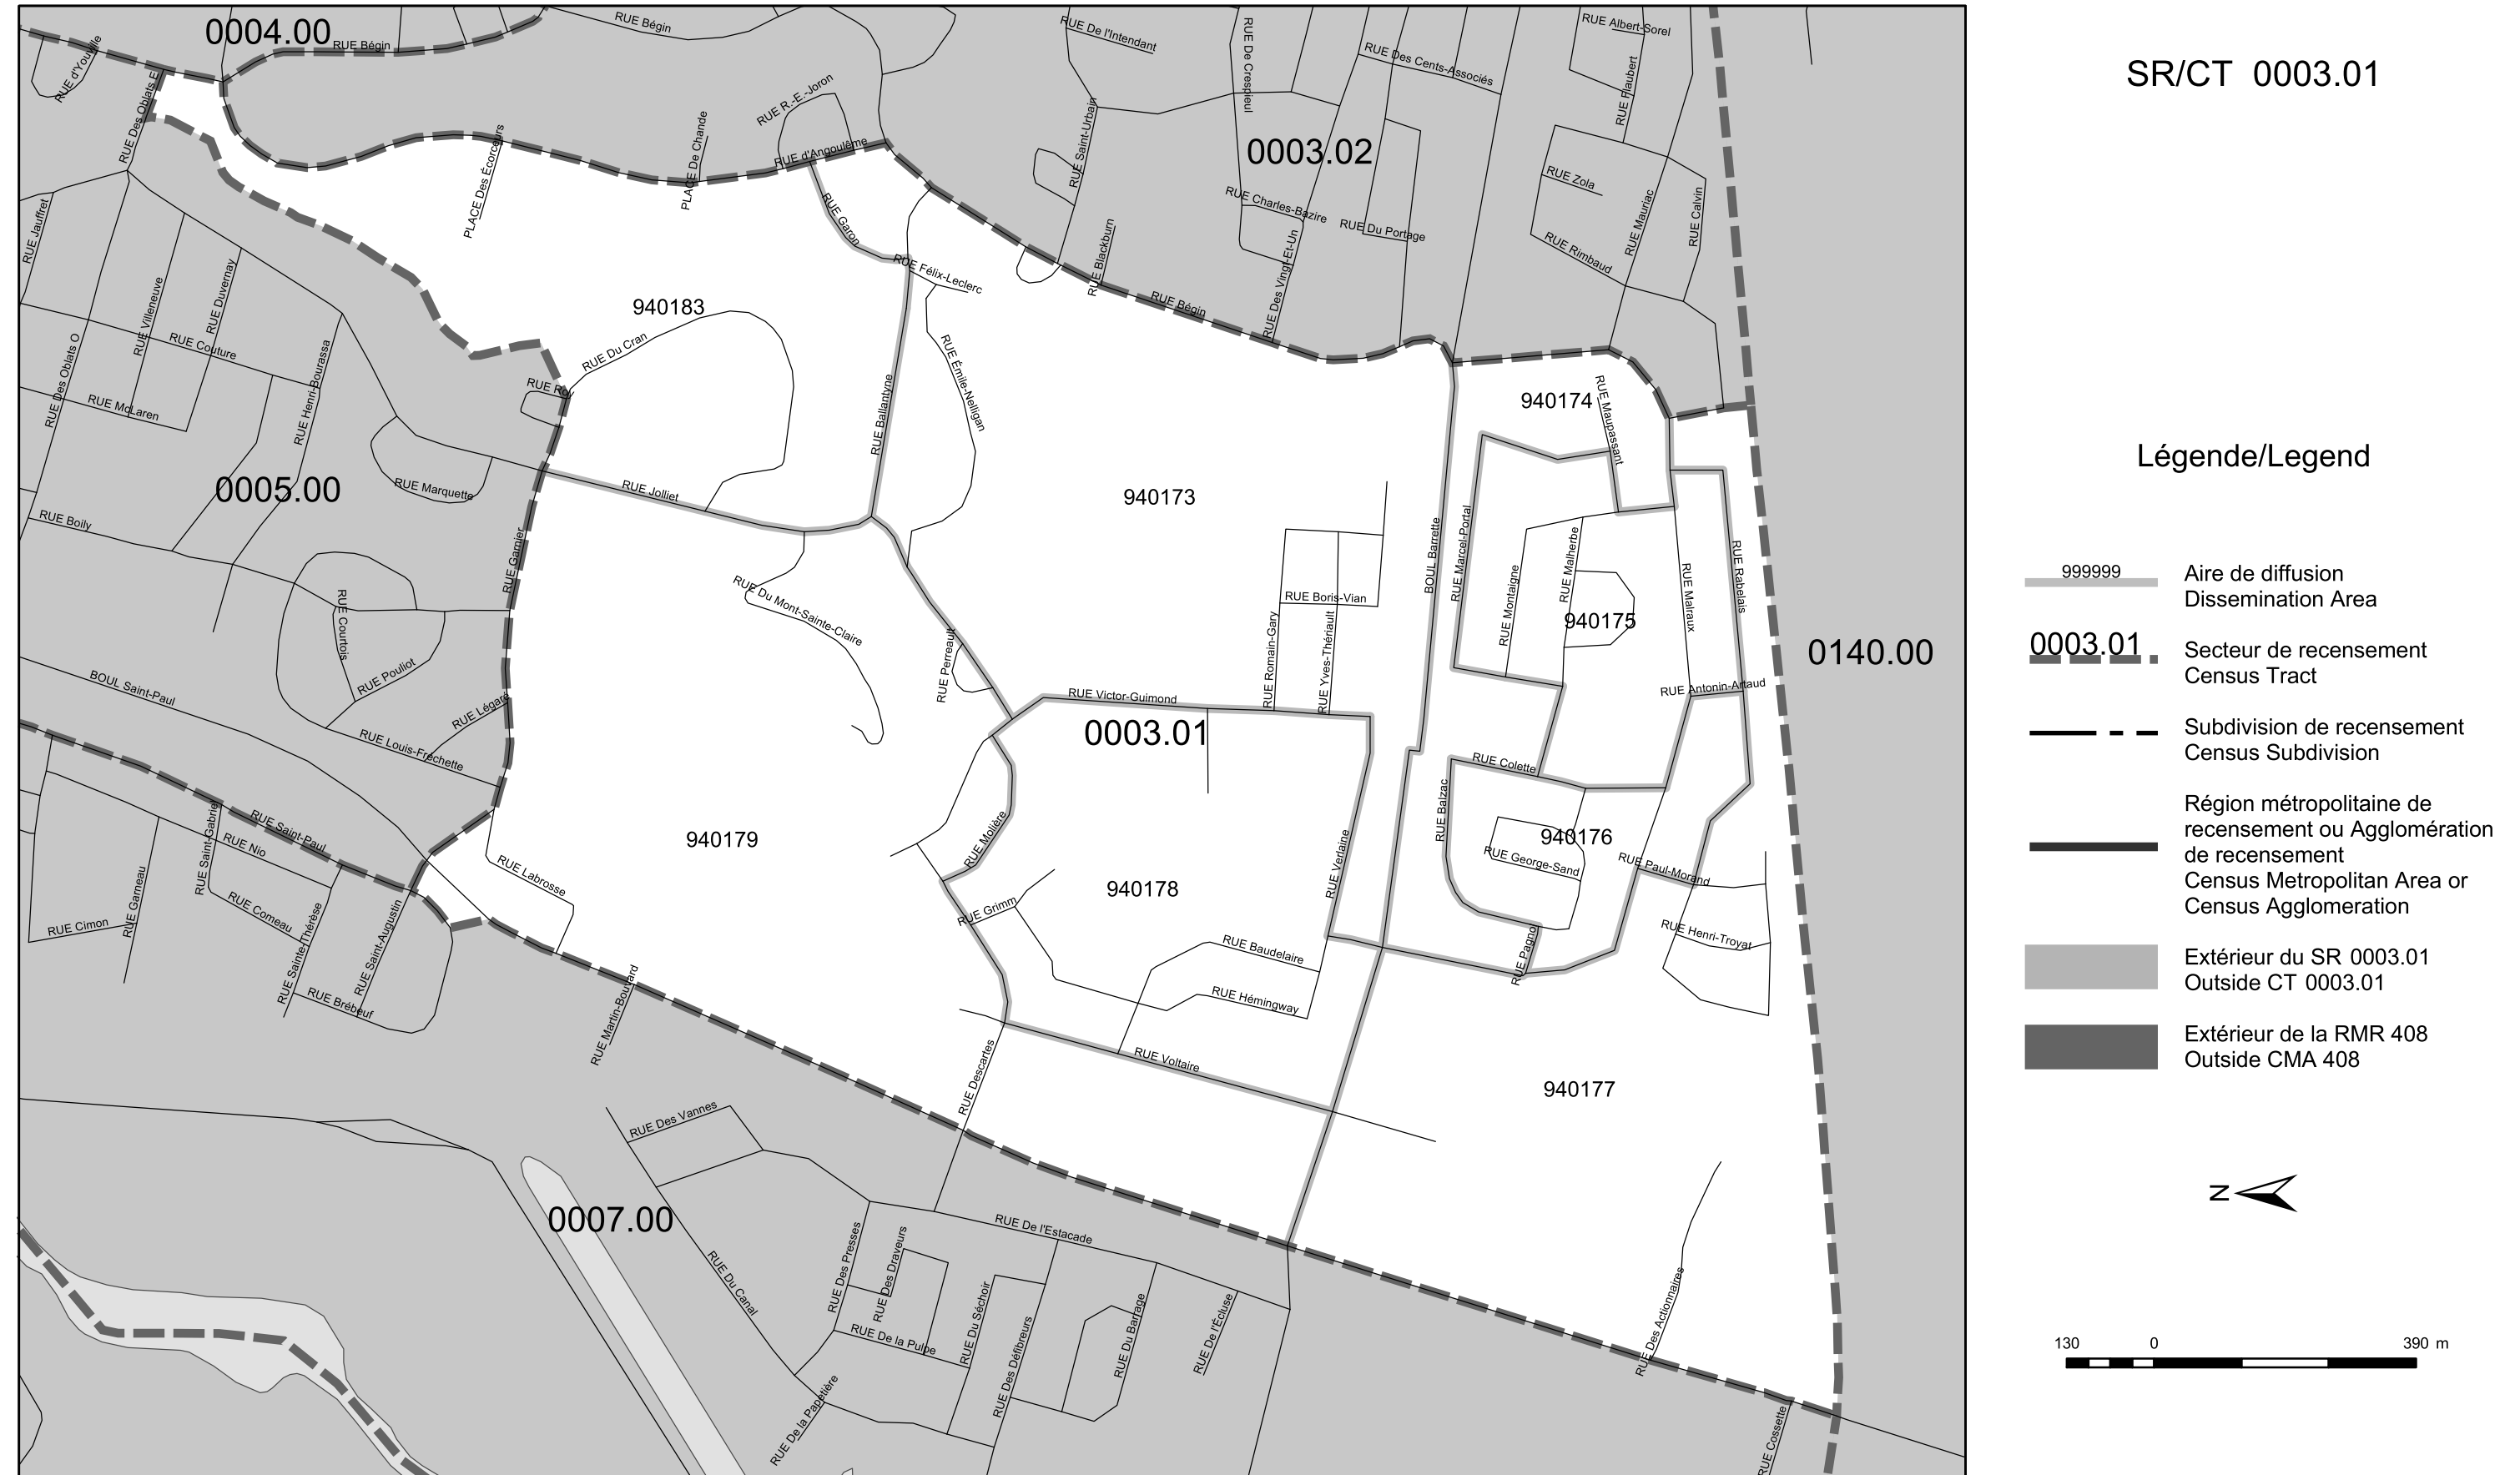 SR/CT 0003.01
0004.00
RUE Bégin
RUE Bégin
RUE d'Youville
RUE Des Oblats E
PLACE Des Écorceurs
PLACE De Chande
RUE R.-E.-Joron
RUE d'Angoulême
RUE Garon
RUE Félix-Leclerc
RUE De l'Intendant
RUE Saint-Urbain
RUE Blackburn
RUE Bégin
RUE De Crespieul
RUE Des Cents-Associés
0003.02
RUE Charles-Bazire
RUE Du Portage
RUE Des Vingt-Et-Un
RUE Albert-Sorel
RUE Flaubert
RUE Zola
RUE Mauriac
RUE Calvin
RUE Rimbaud
RUE Jauffret
RUE Villeneuve
RUE Duvernay
RUE Couture
RUE Des Oblats O
RUE McLaren
RUE Henri-Bourassa
0005.00
RUE Marquette
RUE Boily
RUE Courtois
RUE Pouliot
RUE Légaré
RUE Louis-Fréchette
BOUL Saint-Paul
RUE Garnier
940183
RUE Du Cran
RUE Roy
RUE Ballantyne
RUE Émile-Nelligan
RUE Jolliet
RUE Du Mont-Sainte-Claire
RUE Perreault
940173
940174
RUE Maupassant
BOUL Barrette
RUE Marcel-Portal
RUE Montaigne
RUE Malherbe
940175
RUE Malraux
RUE Rabelais
RUE Antonin-Artaud
RUE Boris-Vian
RUE Romain-Gary
RUE Yves-Thériault
RUE Victor-Guimond
0003.01
0140.00
RUE Colette
RUE Balzac
940176
RUE George-Sand
RUE Paul-Morand
RUE Henri-Troyat
RUE Pagnol
RUE Molière
RUE Verlaine
940179
940178
RUE Grimm
RUE Baudelaire
RUE Hémingway
RUE Voltaire
RUE Descartes
940177
RUE Labrosse
RUE Saint-Paul
RUE Nio
RUE Saint-Gabriel
RUE Comeau
RUE Garneau
RUE Cimon
RUE Sainte-Thérèse
RUE Saint-Augustin
RUE Brébeuf
RUE Martin-Bouvard
RUE Des Vannes
0007.00
RUE Du Canal
RUE De l'Estacade
RUE Des Presses
RUE Des Draveurs
RUE De la Pulpe
RUE Du Séchoir
RUE Des Défibreurs
RUE Du Barrage
RUE De l'Écluse
RUE De la Papetière
RUE Des Actionnaires
RUE Cossette
Légende/Legend
999999
Aire de diffusion
Dissemination Area
0003.01
Secteur de recensement
Census Tract
Subdivision de recensement
Census Subdivision
Région métropolitaine de
recensement ou Agglomération
de recensement
Census Metropolitan Area or
Census Agglomeration
Extérieur du SR 0003.01
Outside CT 0003.01
Extérieur de la RMR 408
Outside CMA 408
N
130 0 390 m